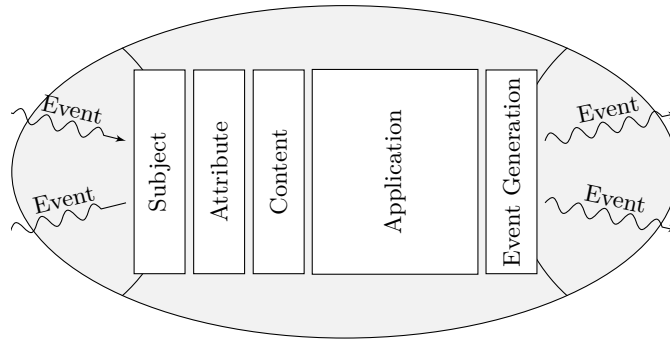 Event
Event
Subject
Attribute
Content
Application
Event Generation
Event
Event